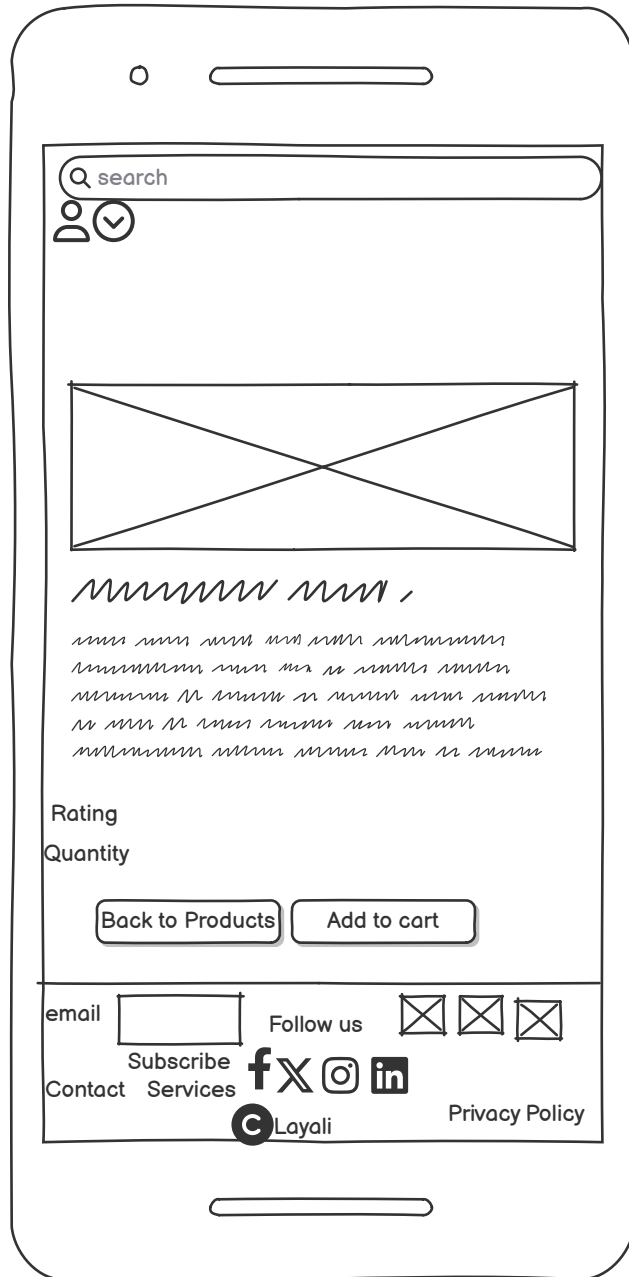 search
Rating
Quantity
Back to Products Add to cart
email
Follow us
Subscribe
Contact Services
C Layali
Privacy Policy